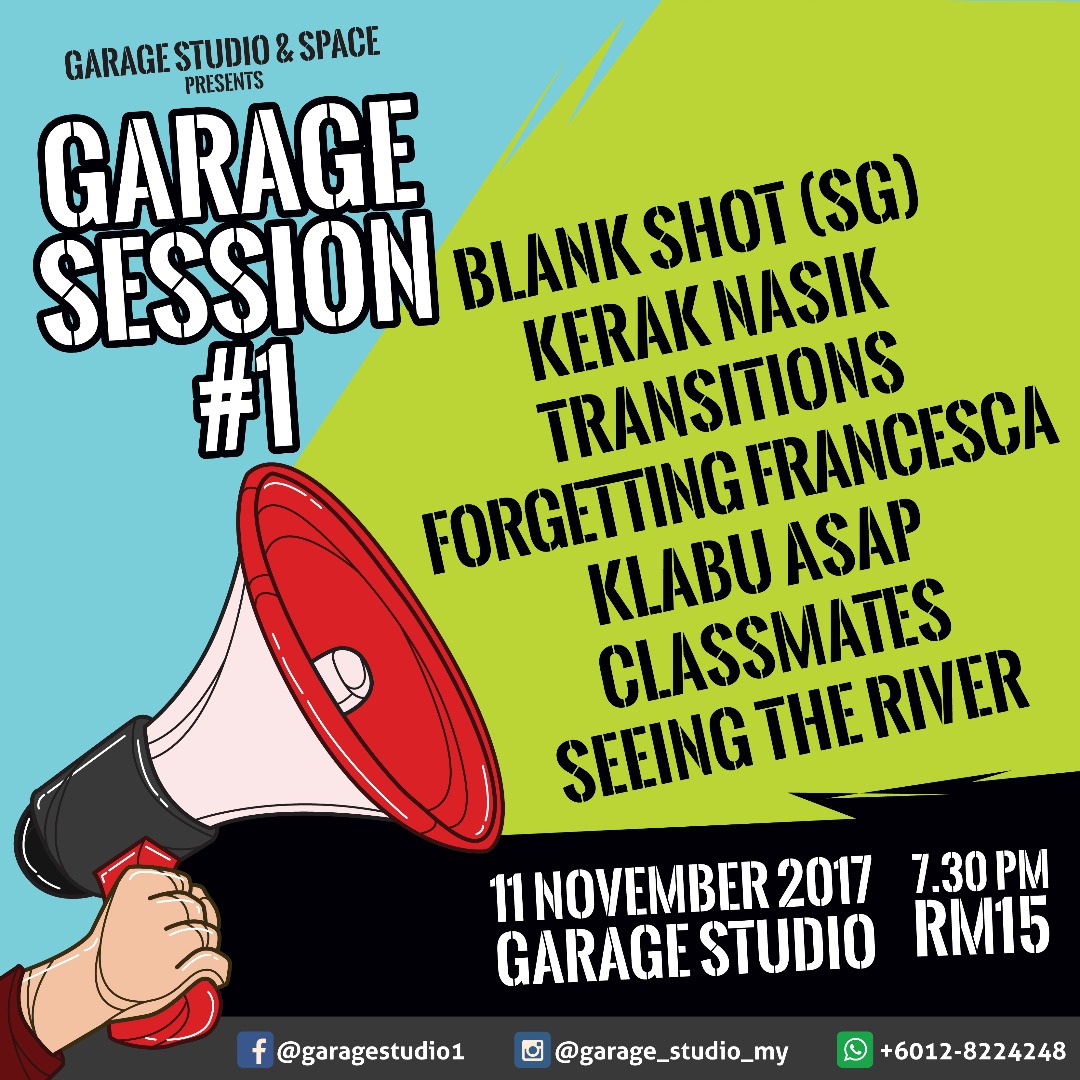 GARAGE STUDIO & SPACE
PRESENTS
GARAGE
SESSION
#1
BLANK SHOT (SG)
KERAK NASIK
TRANSITIONS
FORGETTING FRANCESCA
KLABU ASAP
CLASSMATES
SEEING THE RIVER
11 NOVEMBER 2017
GARAGE STUDIO
7.30 PM
RM15
@garagestudio1
@garage_studio_my
+6012-8224248